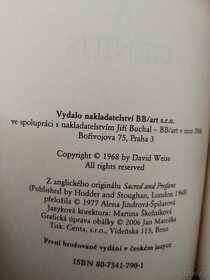 A
Vydalo nakladatelství BB/art s.r.o.
ve spolupráci s nakladatelstvím Jiří Buchal – BB/art v roce 2006
Bořivojova 75, Praha 3
Copyright © 1968 by David Weiss
All rights reserved
Z anglického originálu Sacred and Profane
(Published by Hodder and Stoughton, London 1968)
přeložila © 1977 Alena Jindrová-Špilarová
Jazyková korektura: Martina Školníková
Grafická úprava: © 2006 Jan Matoška
Tisk: Centa, s.r.o., Vídeňská 113, Brno
První brožované vydání v českém jazyce
ISBN 80-7341-790-1